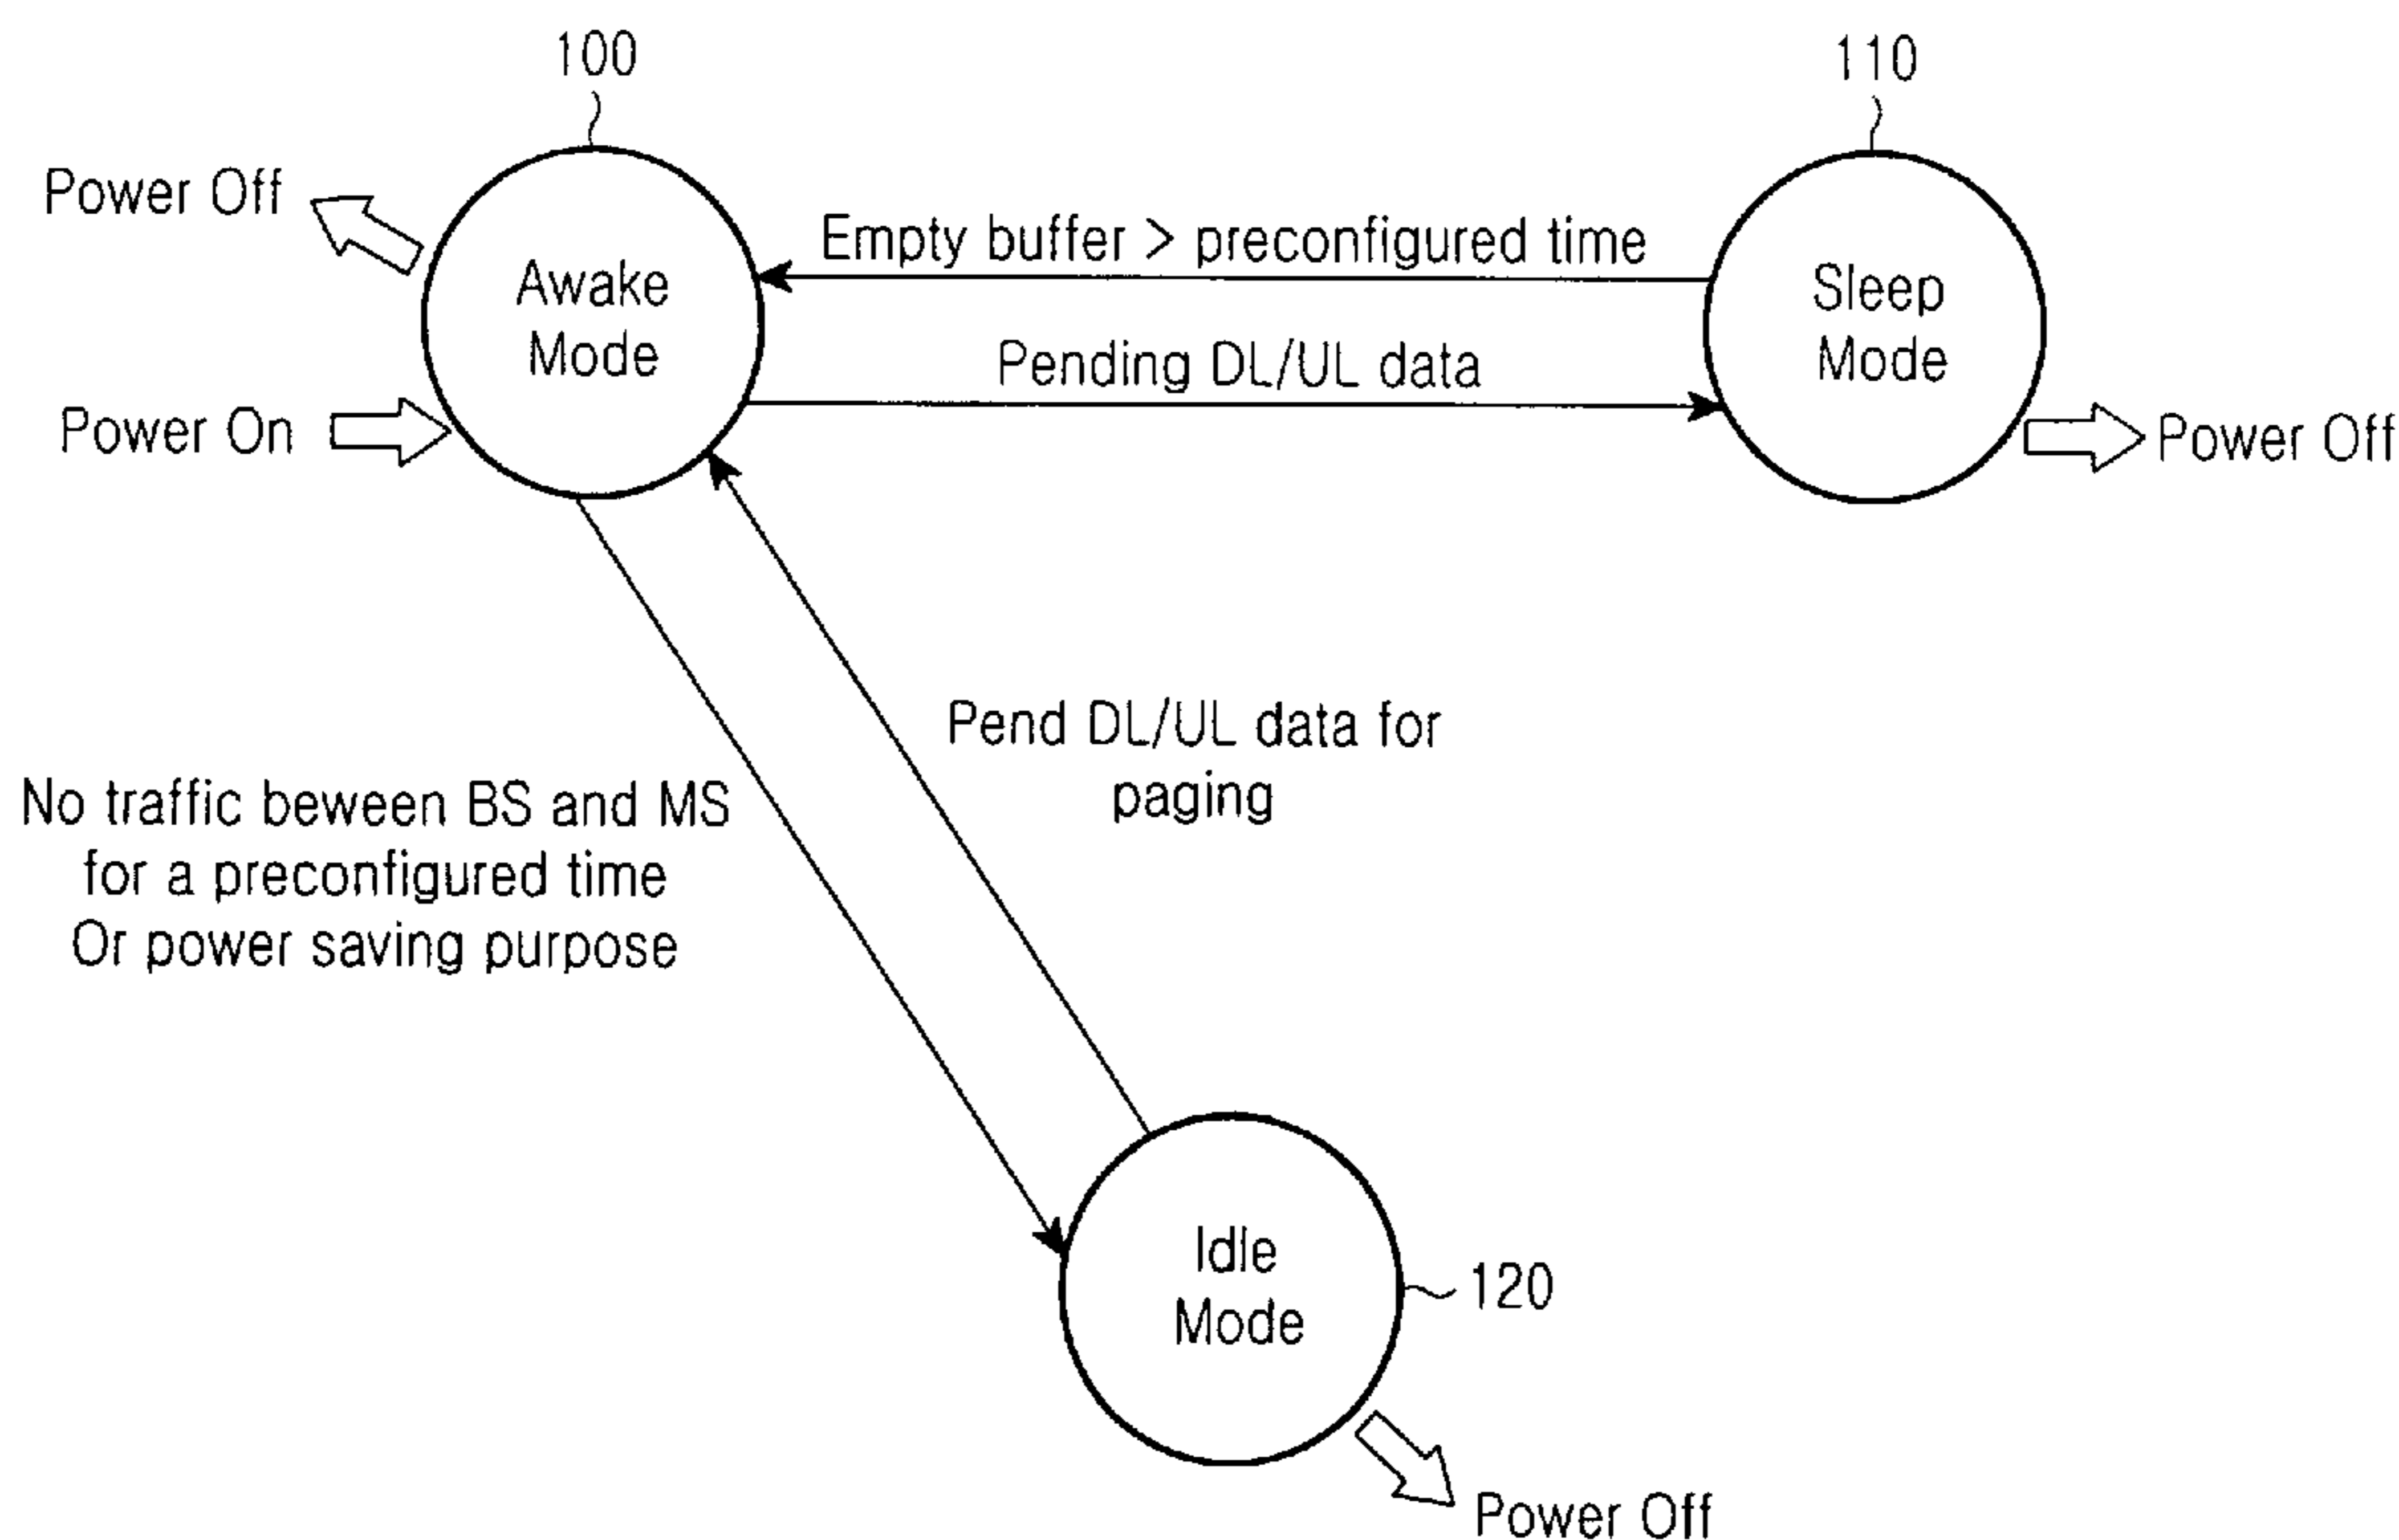 100
110
Power Off
Empty buffer > preconfigured time
Awake
Mode
Sleep
Mode
Pending DL/UL data
Power On
Power Off
Pend DL/UL data for
paging
No traffic beween BS and MS
for a preconfigured time
Or power saving purpose
Idle
Mode
120
Power Off